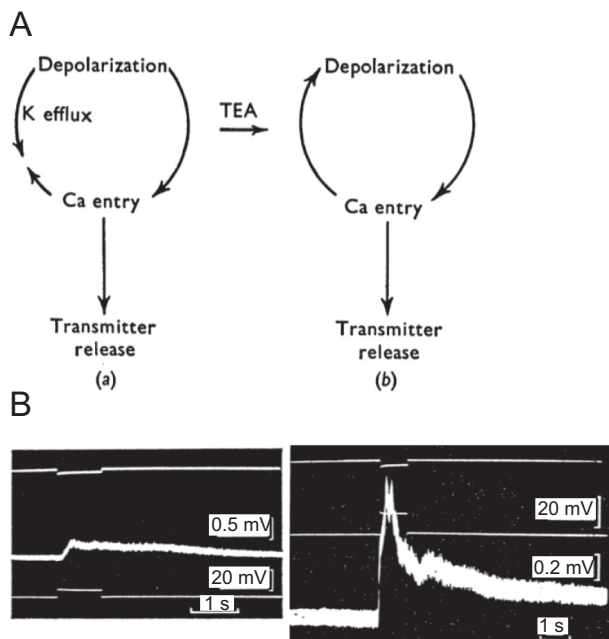 A
Depolarization
K efflux
Ca entry
Transmitter
release
(a)
TEA
Depolarization
Ca entry
Transmitter
release
(b)
B
0.5 mV
20 mV
1 s
20 mV
0.2 mV
1 s